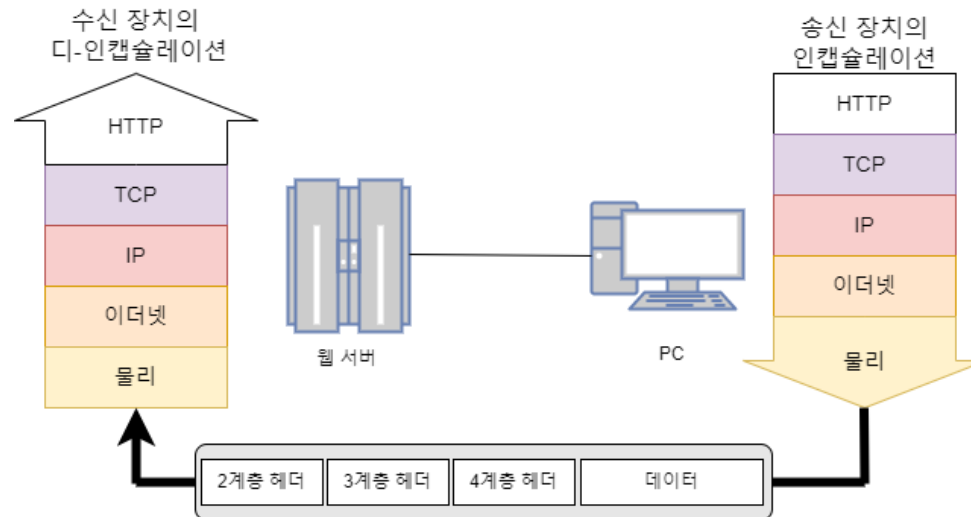 수신 장치의
디-인캡슐레이션
송신 장치의
인캡슐레이션
HTTP
TCP
IP
이더넷
물리
HTTP
TCP
IP
이더넷
물리
웹 서버
PC
2계층 헤더
3계층 헤더
4계층 헤더
데이터